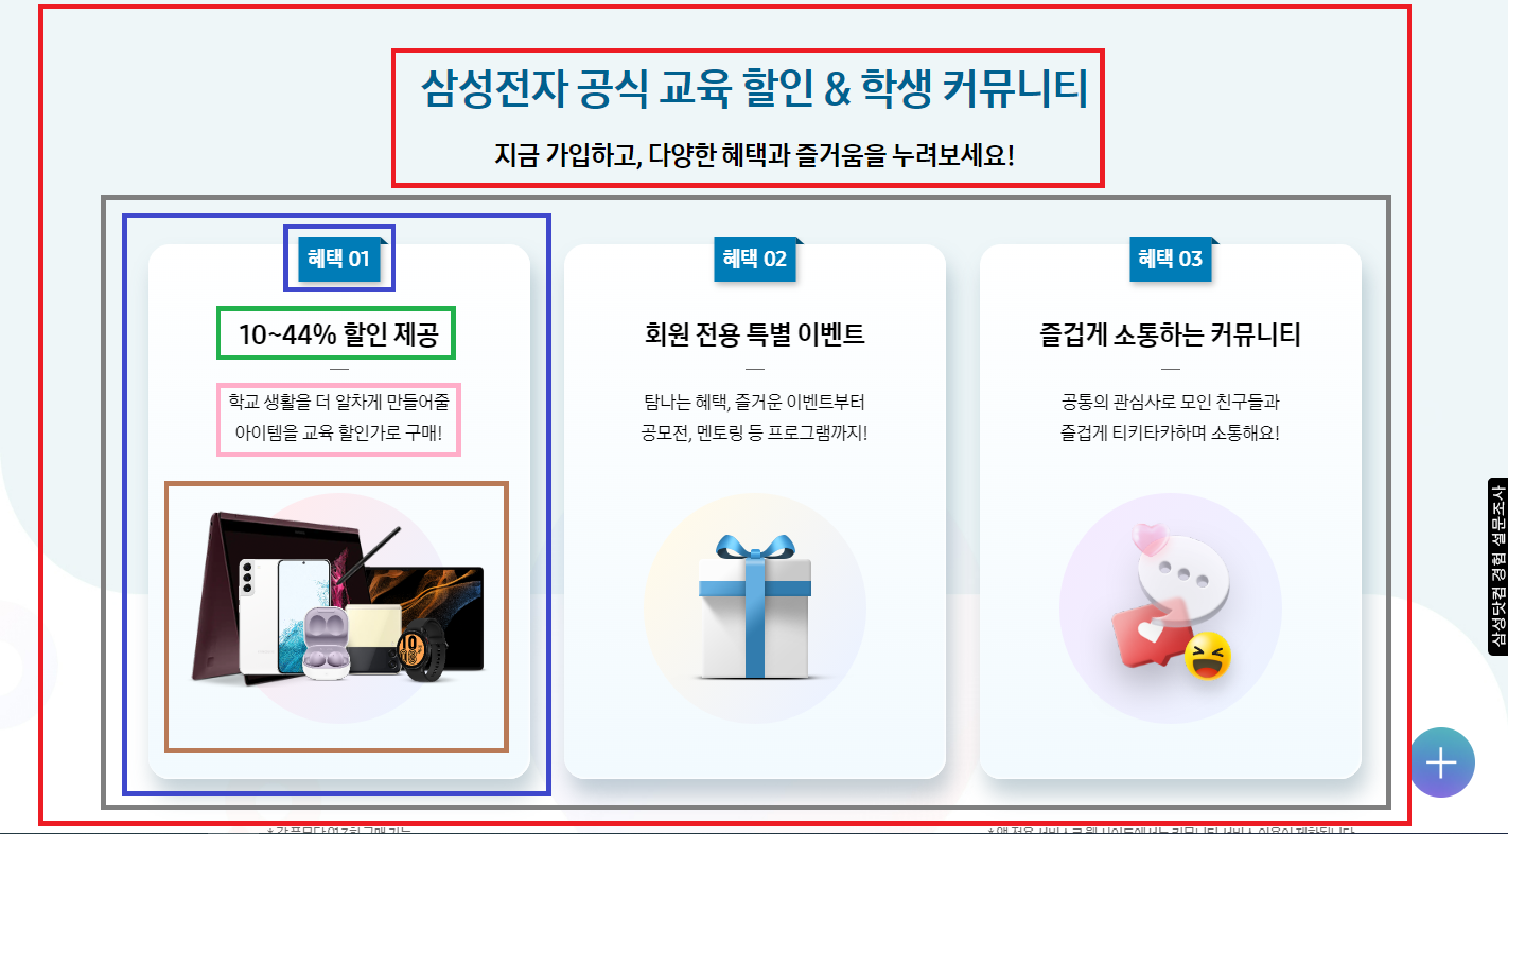 삼성전자 공식 교육 할인 & 학생 커뮤니티
지금 가입하고, 다양한 혜택과 즐거움을 누려보세요!
혜택 01
10~44% 할인 제공
학교 생활을 더 알차게 만들어줄
아이템을 교육 할인가로 구매!
혜택 02
회원 전용 특별 이벤트
탐나는 혜택, 즐거운 이벤트부터
공모전, 멘토링 등 프로그램까지!
혜택 03
즐겁게 소통하는 커뮤니티
공통의 관심사로 모인 친구들과
즐겁게 티키타카하며 소통해요!
삼성닷컴 경험 설문조사